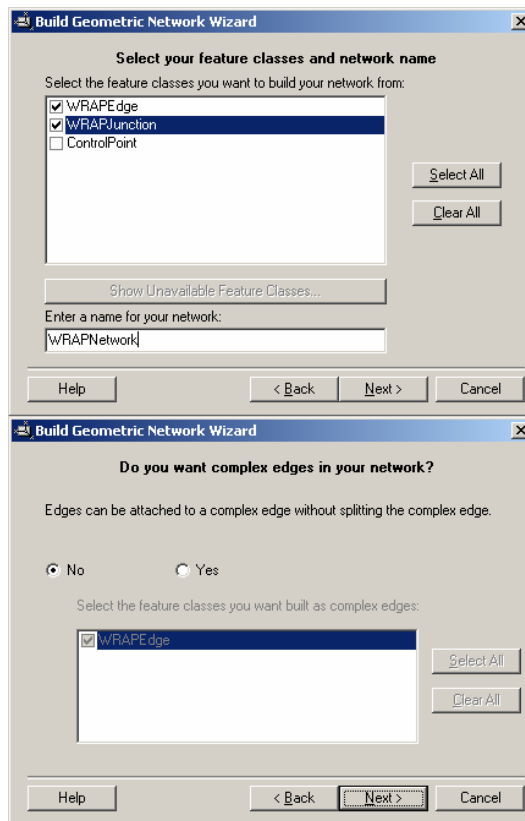 Build Geometric Network Wizard
Select your feature classes and network name
Select the feature classes you want to build your network from:
WRAPEdge
WRAPJunction
ControlPoint
Select All
Clear All
Show Unavailable Feature Classes...
Enter a name for your network:
WRAPNetwork
Help < Back Next > Cancel
Build Geometric Network Wizard
Do you want complex edges in your network?
Edges can be attached to a complex edge without splitting the complex edge.
No Yes
Select the feature classes you want built as complex edges:
WRAPEdge
Select All
Clear All
Help < Back Next > Cancel